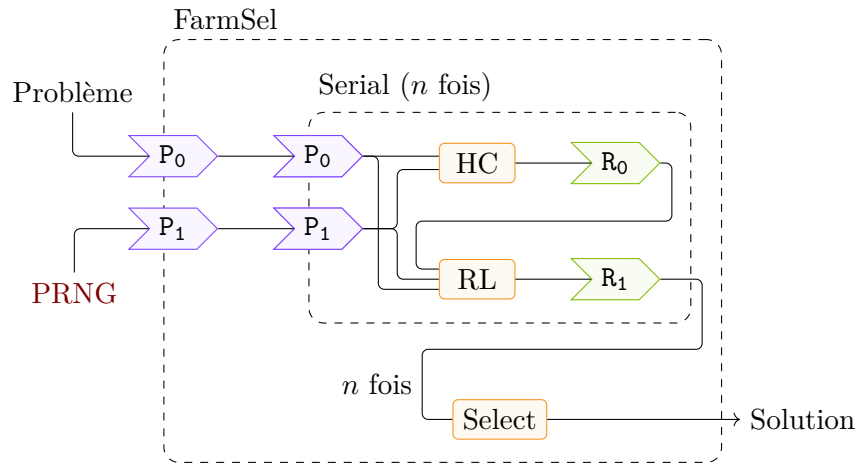 FarmSel
Serial (n fois)
Problème
P0
P0
HC
R0
P1
P1
PRNG
RL
R1
n fois
Select
Solution